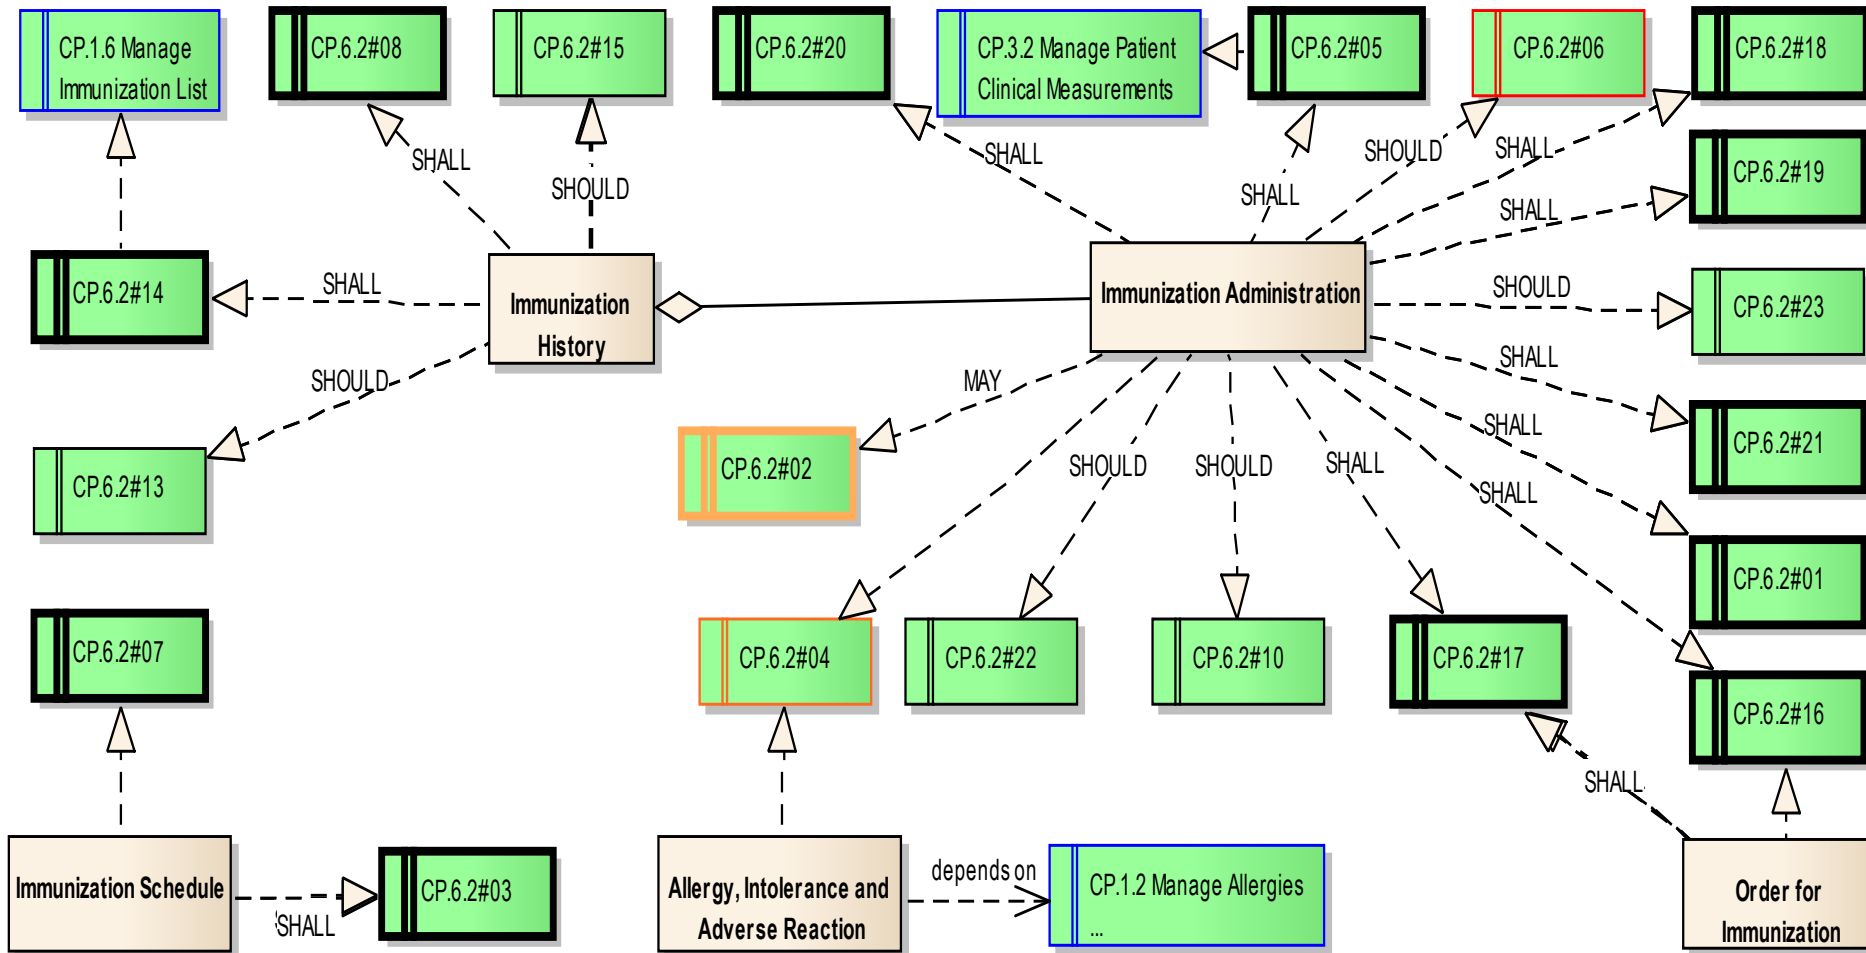 CP.1.6 Manage
Immunization List
CP.6.2#08
CP.6.2#15
CP.6.2#20
CP.3.2 Manage Patient
Clinical Measurements
CP.6.2#05
CP.6.2#06
CP.6.2#18
SHALL
SHOULD
SHALL
SHALL
SHOULD
SHALL
CP.6.2#19
SHALL
CP.6.2#14
SHALL
Immunization
History
Immunization Administration
SHOULD
CP.6.2#23
SHOULD
MAY
SHALL
CP.6.2#13
CP.6.2#02
SHOULD
SHOULD
SHALL
SHALL
SHALL
CP.6.2#21
CP.6.2#01
CP.6.2#07
CP.6.2#04
CP.6.2#22
CP.6.2#10
CP.6.2#17
CP.6.2#16
SHALL
Immunization Schedule
SHALL
CP.6.2#03
Allergy, Intolerance and
Adverse Reaction
depends on
CP.1.2 Manage Allergies
...
Order for
Immunization